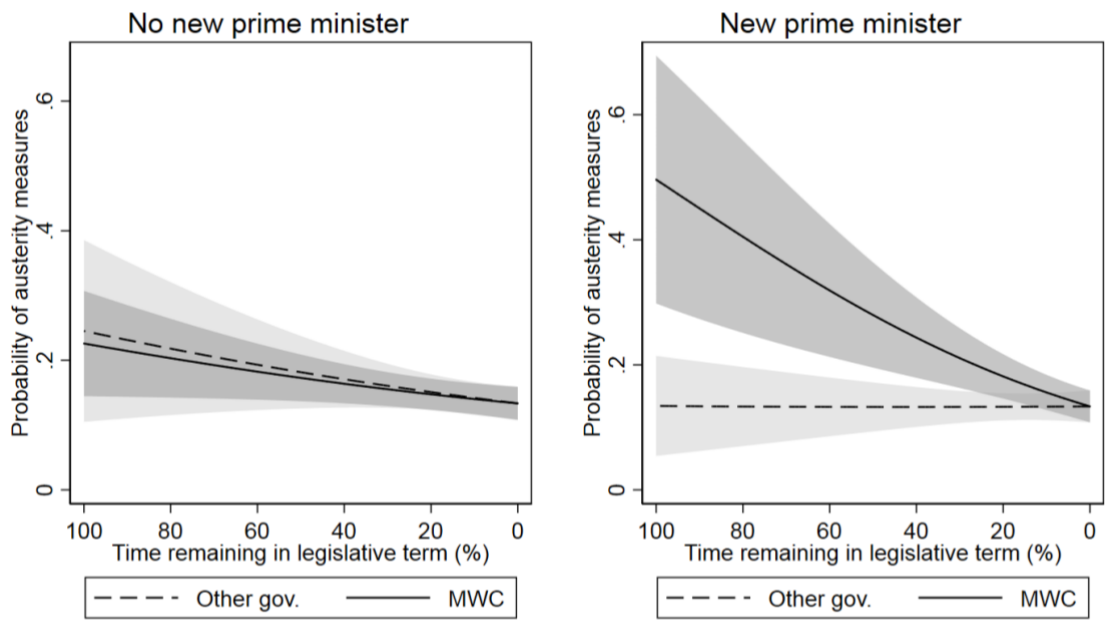 No new prime minister
Probability of austerity measures
.6
.4
.2
0
100 80 60 40 20 0
Time remaining in legislative term (%)
Other gov. MWC
New prime minister
Probability of austerity measures
.6
.4
.2
0
100 80 60 40 20 0
Time remaining in legislative term (%)
Other gov. MWC